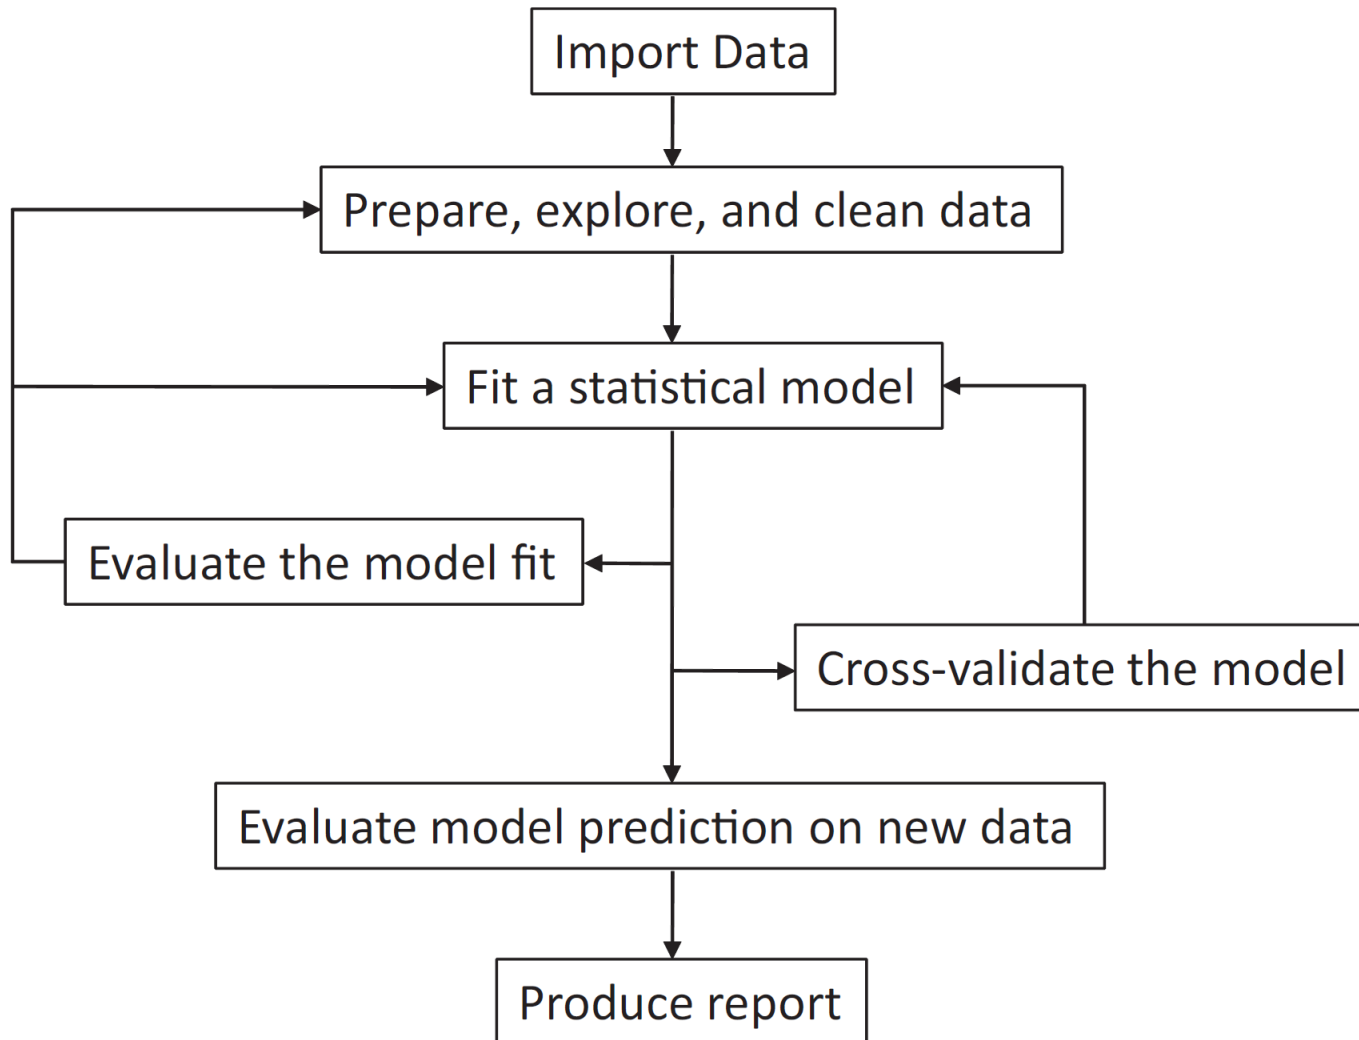 Import Data
Prepare, explore, and clean data
Fit a statistical model
Evaluate the model fit
Cross-validate the model
Evaluate model prediction on new data
Produce report